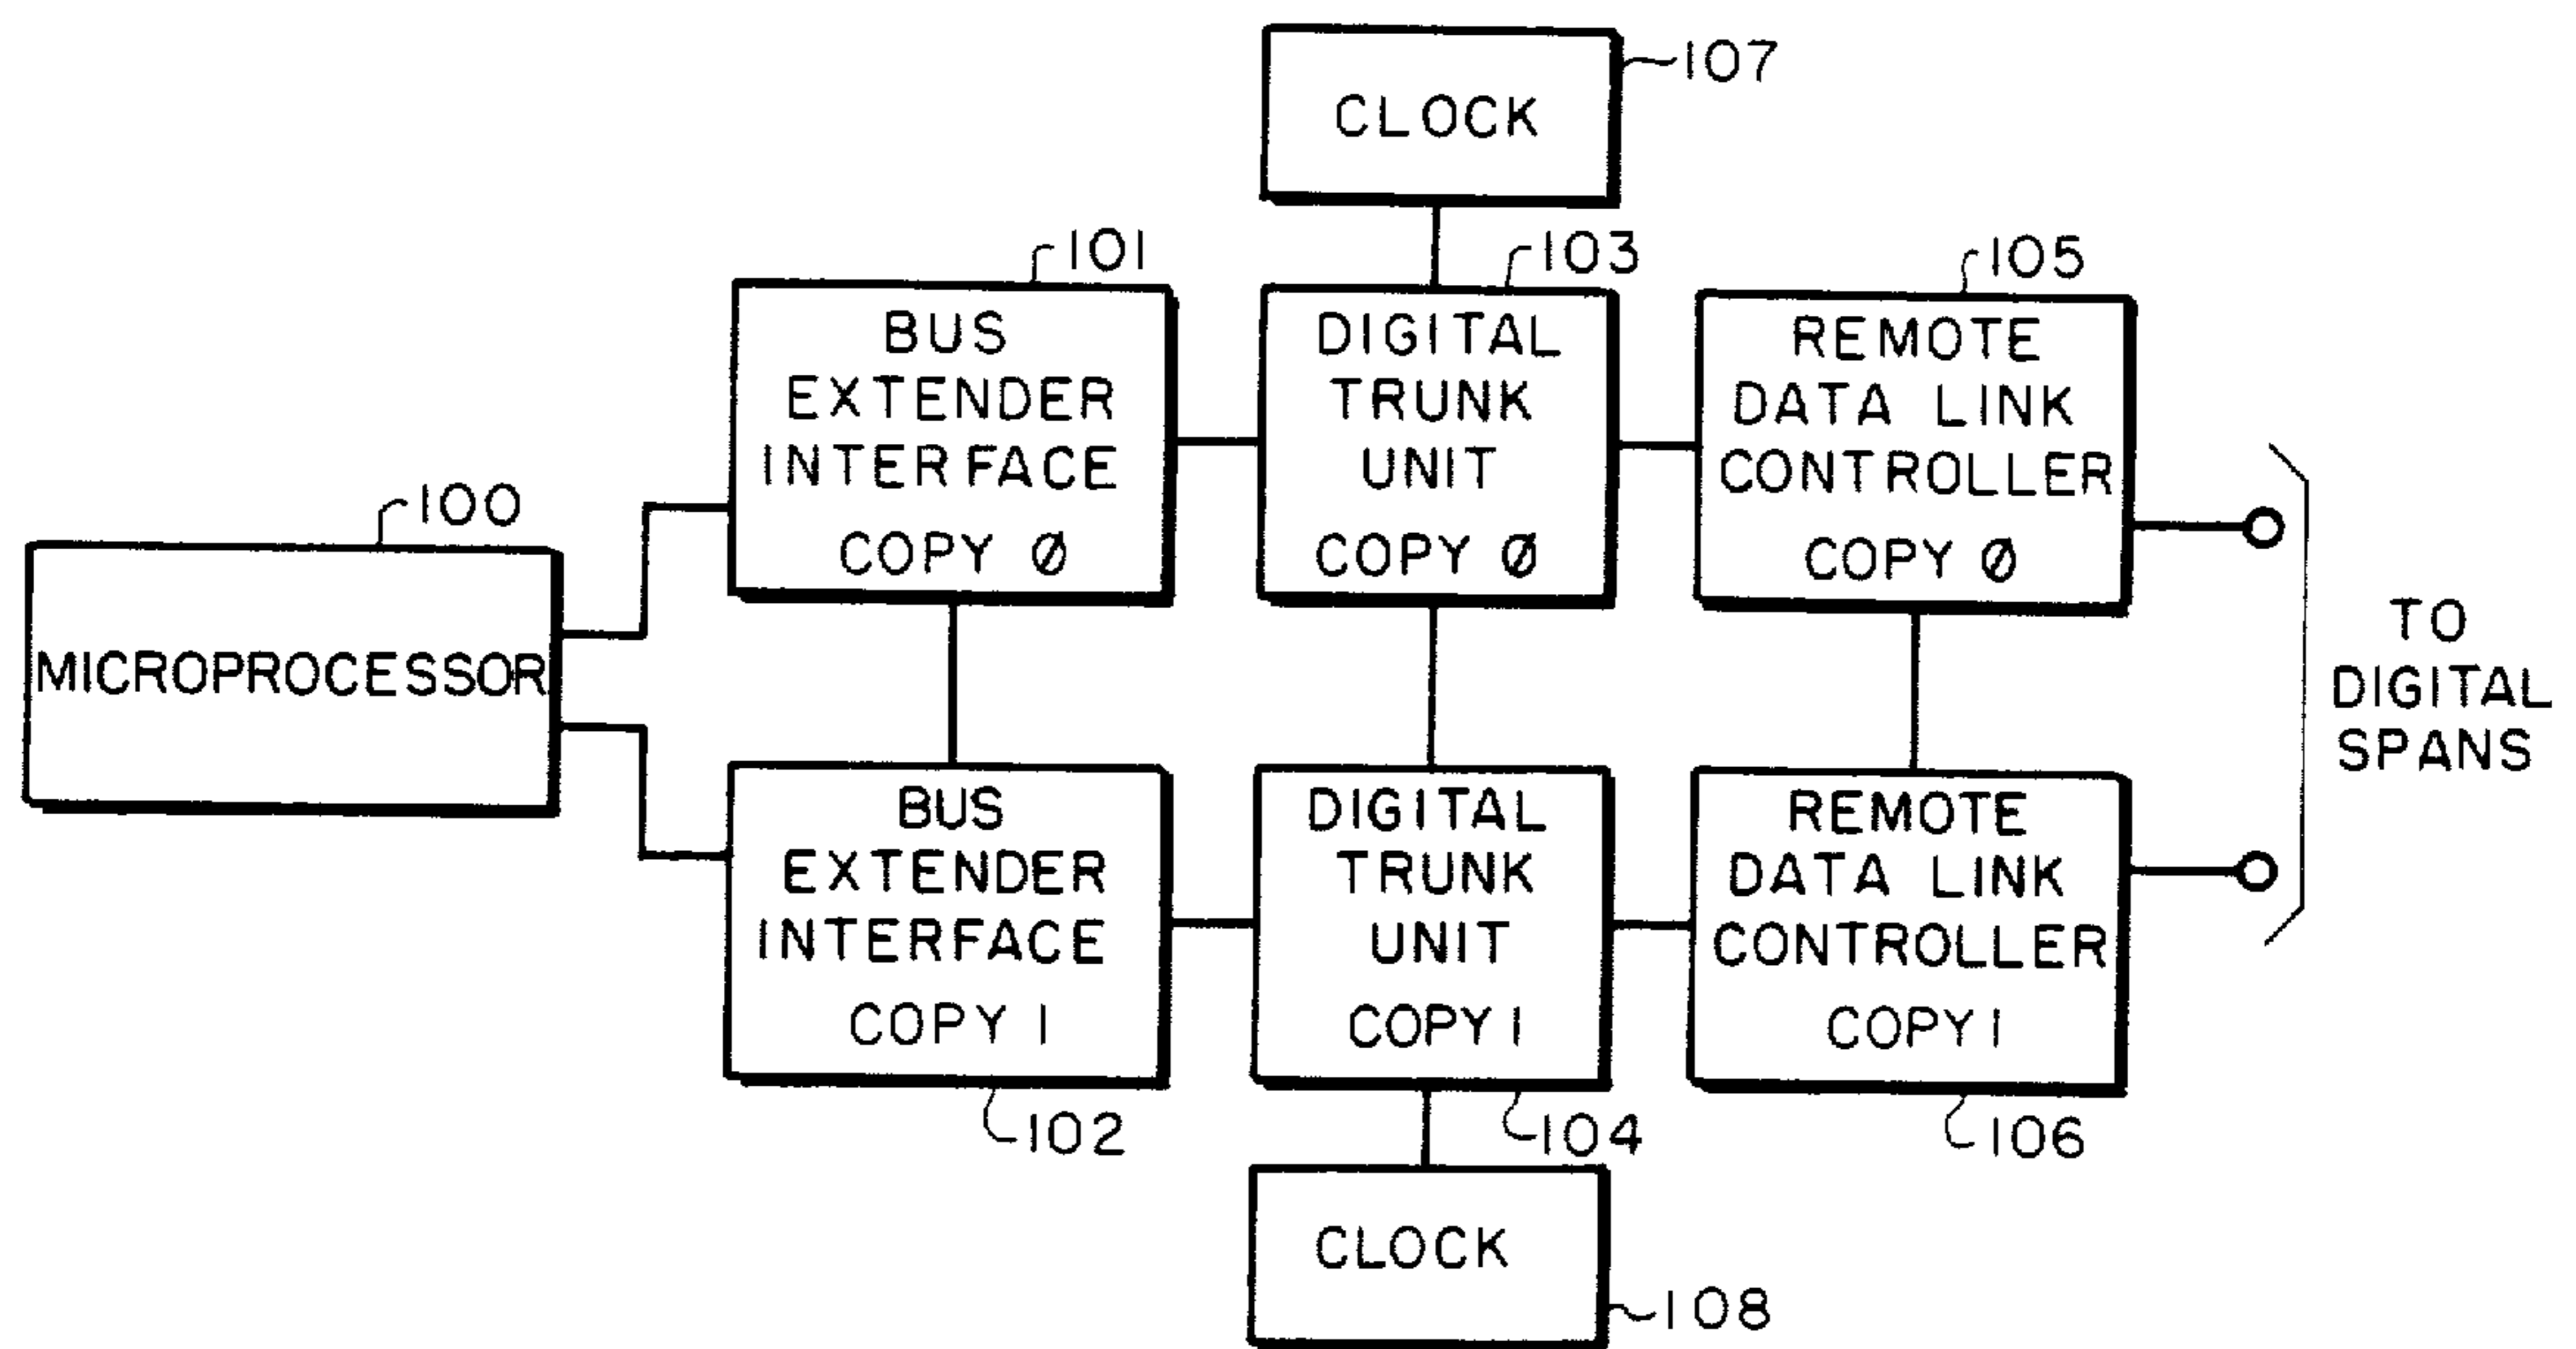 107
CLOCK
101
BUS
EXTENDER
INTERFACE
COPY Ø
103
DIGITAL
TRUNK
UNIT
COPY Ø
105
REMOTE
DATA LINK
CONTROLLER
COPY Ø
100
MICROPROCESSOR
TO
DIGITAL
SPANS
BUS
EXTENDER
INTERFACE
COPY 1
102
DIGITAL
TRUNK
UNIT
COPY 1
104
REMOTE
DATA LINK
CONTROLLER
COPY 1
106
CLOCK
108